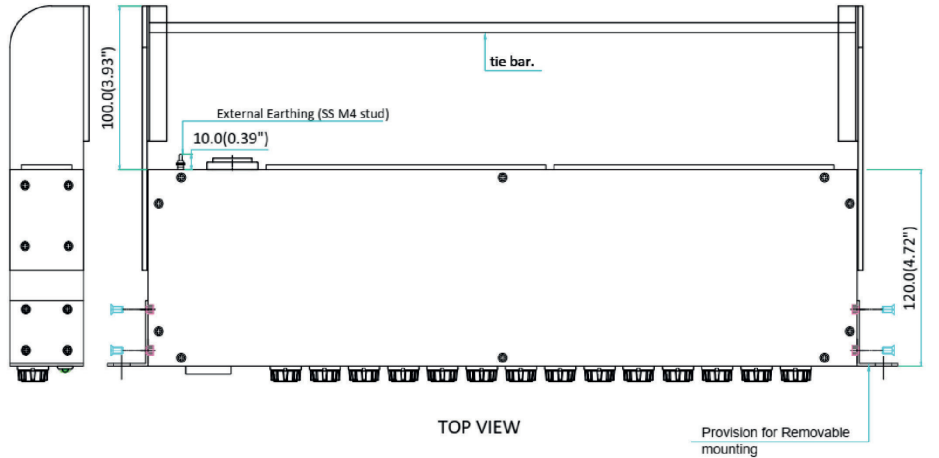 100.0(3.93")
tie bar.
External Earthing (SS M4 stud)
10.0(0.39")
120.0(4.72")
TOP VIEW
Provision for Removable
mounting